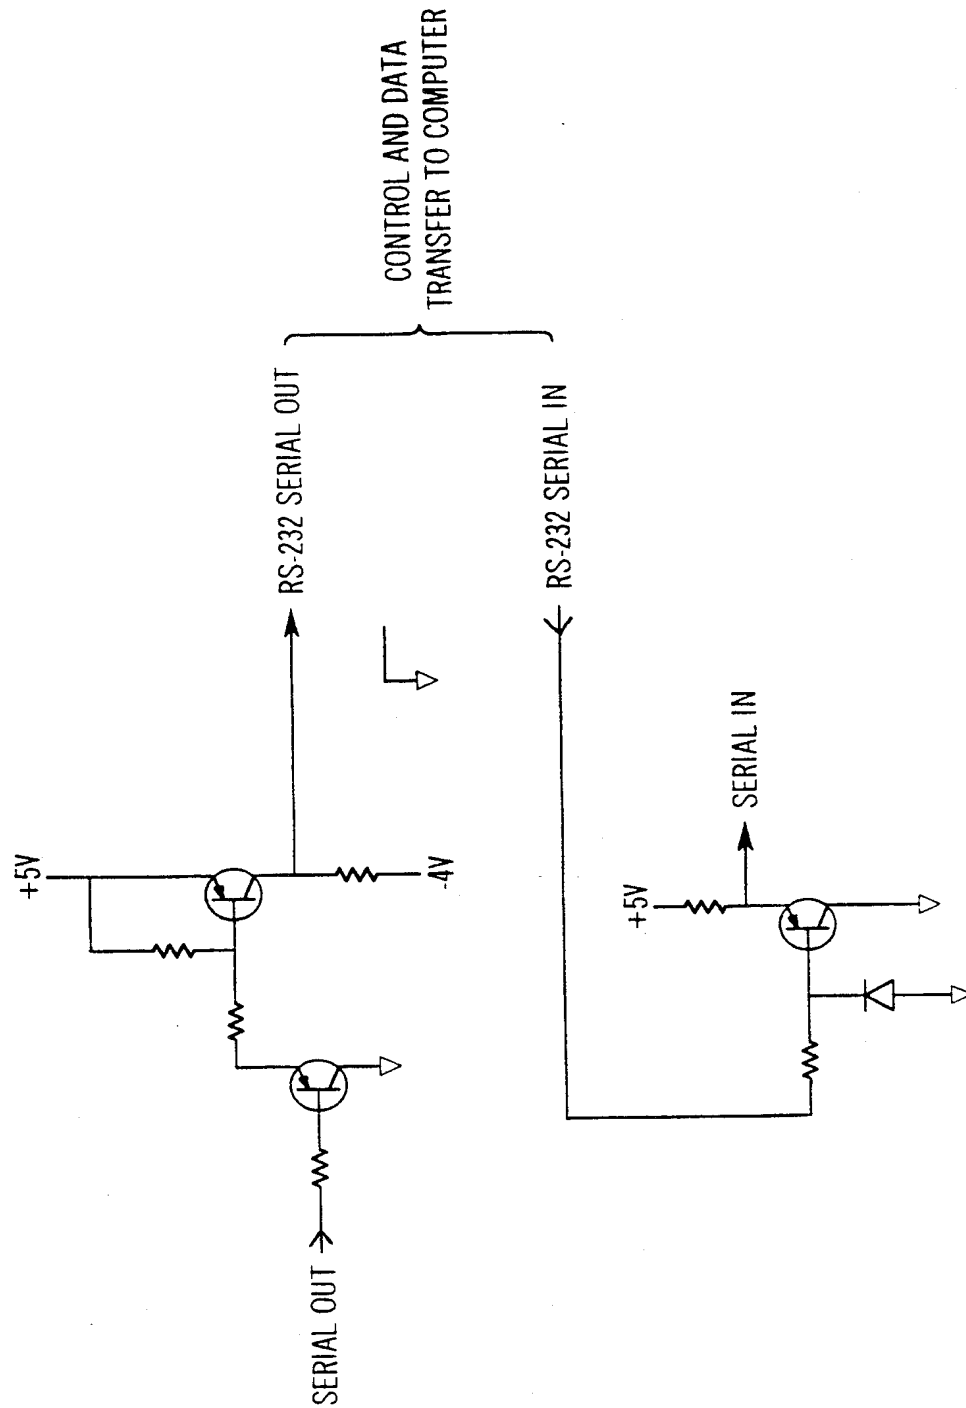 CONTROL AND DATA
TRANSFER TO COMPUTER
RS-232 SERIAL OUT
RS-232 SERIAL IN
+5V
-4V
SERIAL OUT
+5V
SERIAL IN